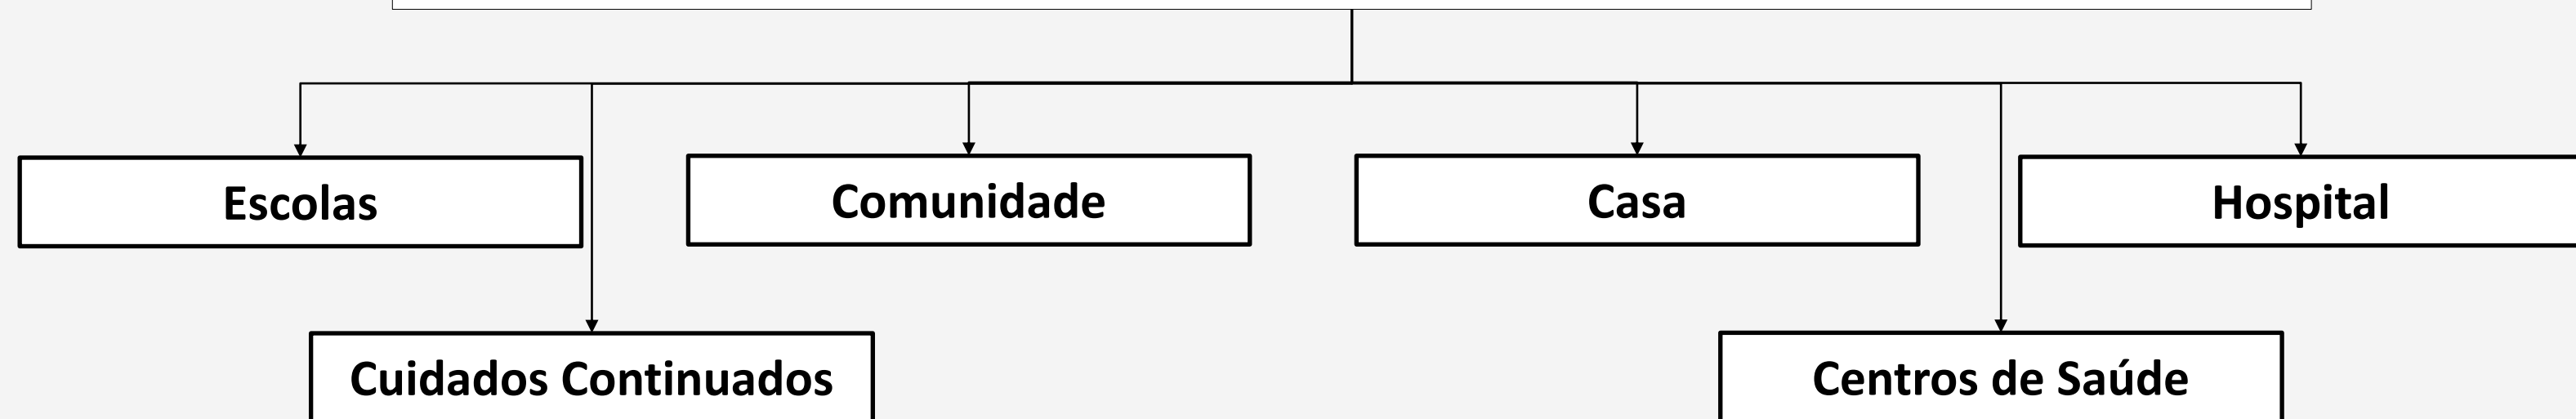 Escolas
Comunidade
Casa
Hospital
Cuidados Continuados
Centros de Saúde